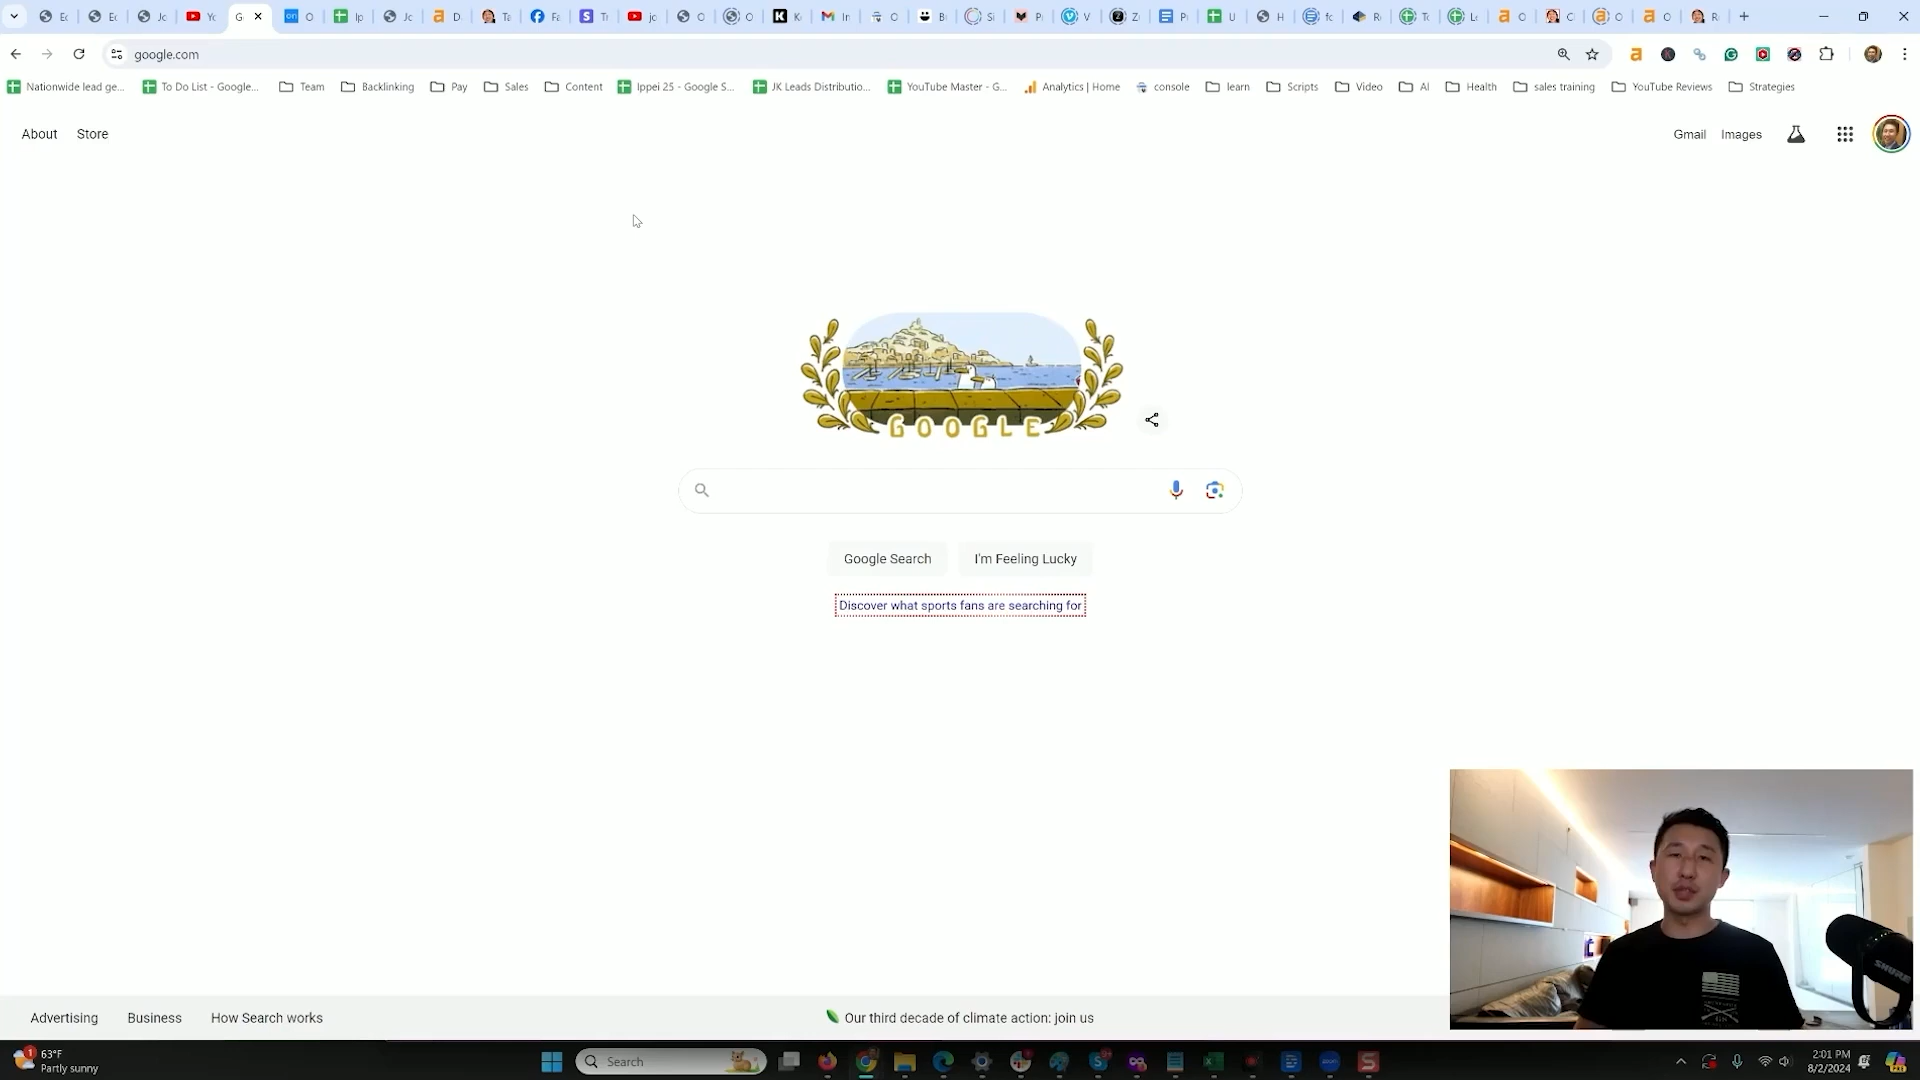 google.com
Nationwide lead ge...
To Do List - Google...
Team
Backlinking
Pay
Sales
Content
Ippei 25 - Google S...
JK Leads Distributio...
YouTube Master - G...
Analytics | Home
console
learn
Scripts
Video
AI
Health
sales training
YouTube Reviews
Strategies
About
Store
Gmail
Images
GOOGLE
Google Search
I'm Feeling Lucky
Discover what sports fans are searching for
SHURE
Advertising
Business
How Search works
Our third decade of climate action: join us
63°F
Partly sunny
Search
2:01 PM
8/2/2024